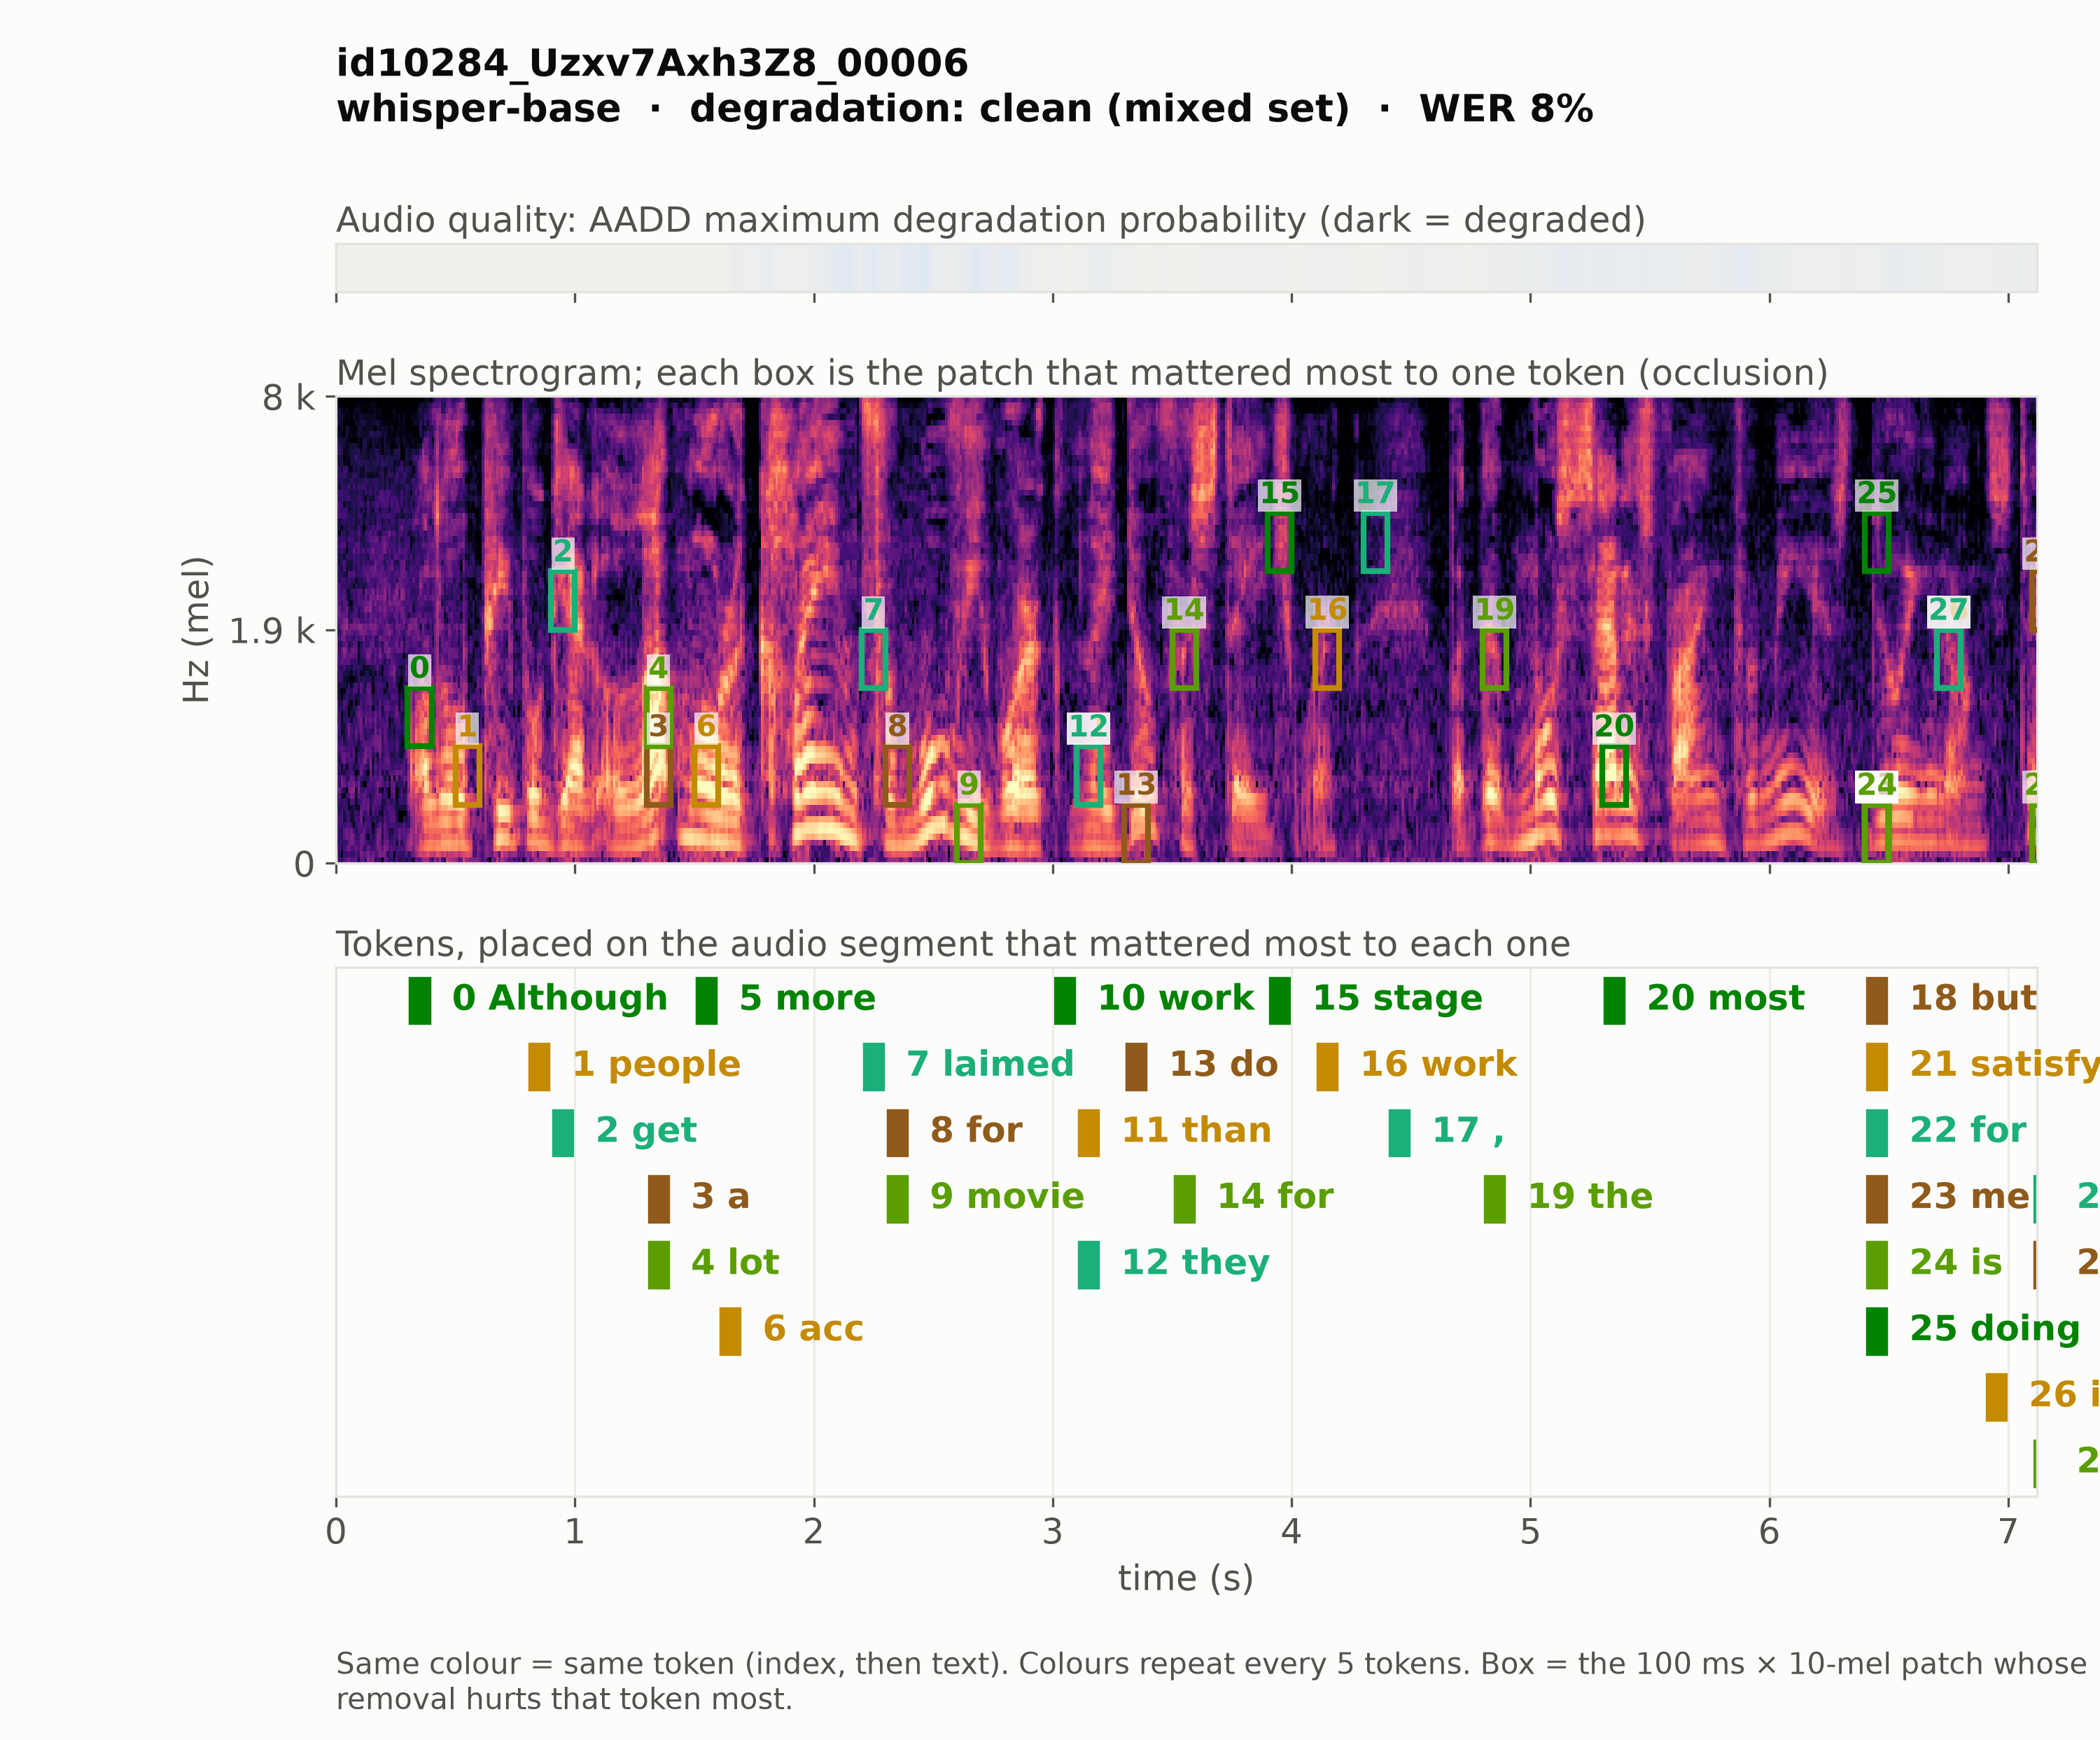 id10284_Uzxv7Axh3Z8_00006
whisper-base · degradation: clean (mixed set) · WER 8%
Audio quality: AADD maximum degradation probability (dark = degraded)
Mel spectrogram; each box is the patch that mattered most to one token (occlusion)
8 k
15 17 25
2
1.9 k
7 14 16 19 27
0 4
1 3 6 8 12 20
9 13 24
0
Hz (mel)
Tokens, placed on the audio segment that mattered most to each one
0 Although 5 more 10 work 15 stage 20 most 18 but
1 people 7 laimed 13 do 16 work 21 satisfy
2 get 8 for 11 than 17 , 22 for
3 a 9 movie 14 for 19 the 23 me
4 lot 12 they 24 is
6 acc 25 doing
26
0 1 2 3 4 5 6 7
time (s)
Same colour = same token (index, then text). Colours repeat every 5 tokens. Box = the 100 ms × 10-mel patch whose
removal hurts that token most.